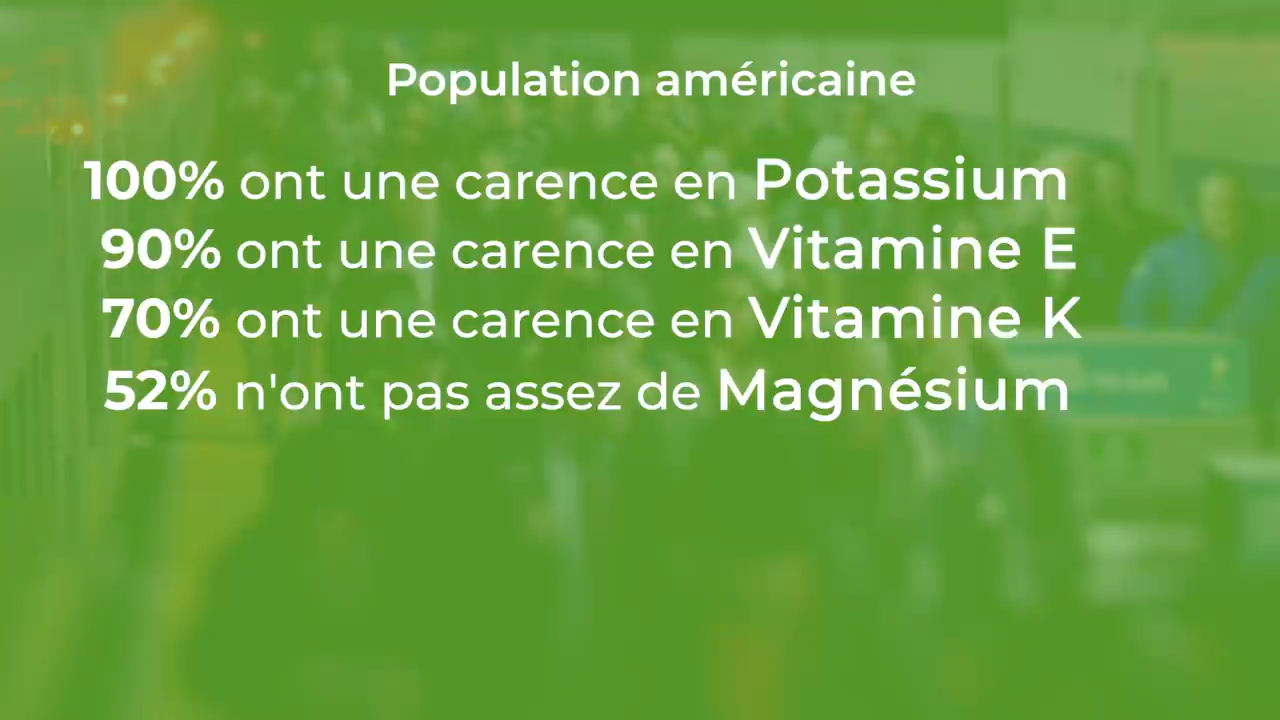 Population américaine
100% ont une carence en Potassium
90% ont une carence en Vitamine E
70% ont une carence en Vitamine K
52% n'ont pas assez de Magnésium